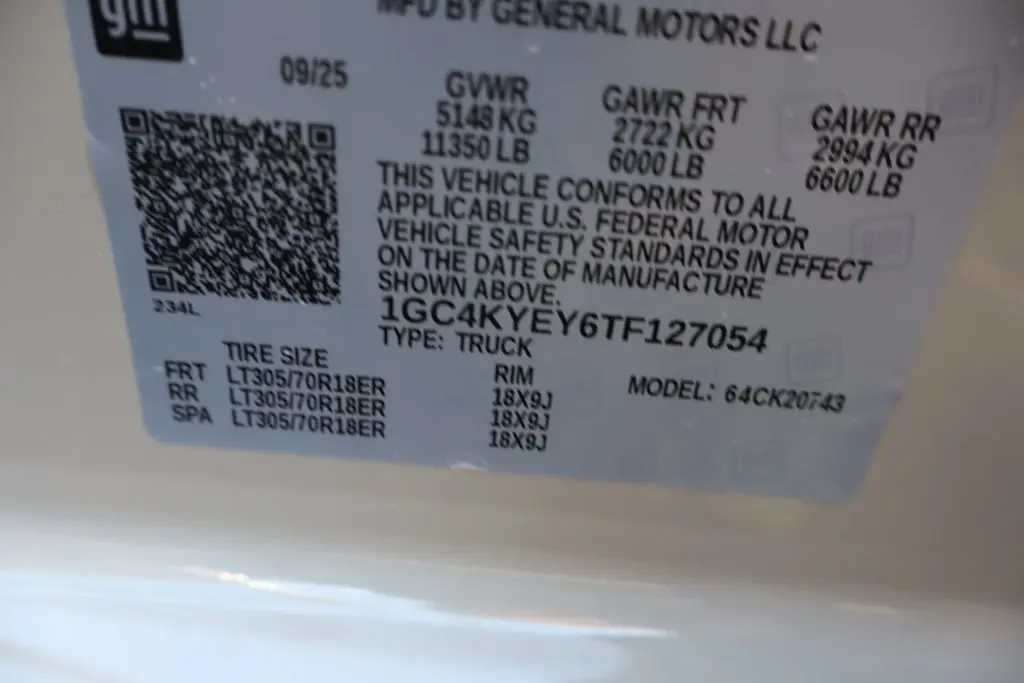 gm
MFD BY GENERAL MOTORS LLC
09/25
GVWR
5148 KG
11350 LB
GAWR FRT
2722 KG
6000 LB
GAWR RR
2994 KG
6600 LB
THIS VEHICLE CONFORMS TO ALL
APPLICABLE U.S. FEDERAL MOTOR
VEHICLE SAFETY STANDARDS IN EFFECT
ON THE DATE OF MANUFACTURE
SHOWN ABOVE.
234L
1GC4KYEY6TF127054
TYPE: TRUCK
MODEL: 64CK20743
TIRE SIZE RIM
FRT LT305/70R18ER 18X9J
RR LT305/70R18ER 18X9J
SPA LT305/70R18ER 18X9J